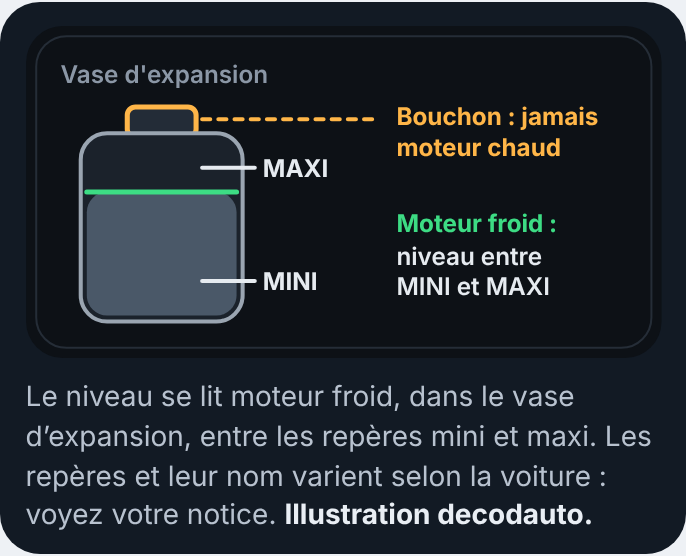 Vase d'expansion
Bouchon : jamais
moteur chaud
MAXI
Moteur froid :
niveau entre
MINI et MAXI
MINI
Le niveau se lit moteur froid, dans le vase
d’expansion, entre les repères mini et maxi. Les
repères et leur nom varient selon la voiture :
voyez votre notice. Illustration decodauto.